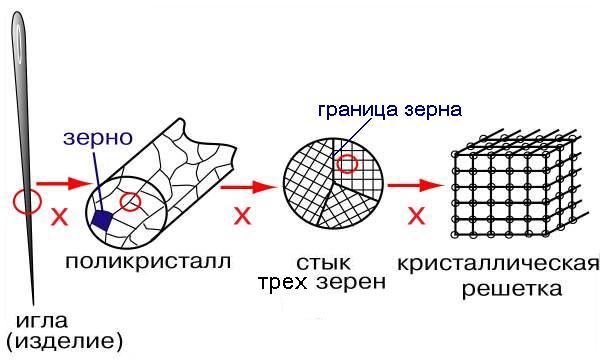 граница зерна
зерно
X
X
X
поликристалл
стык
трех зерен
кристаллическая
решетка
игла
(изделие)